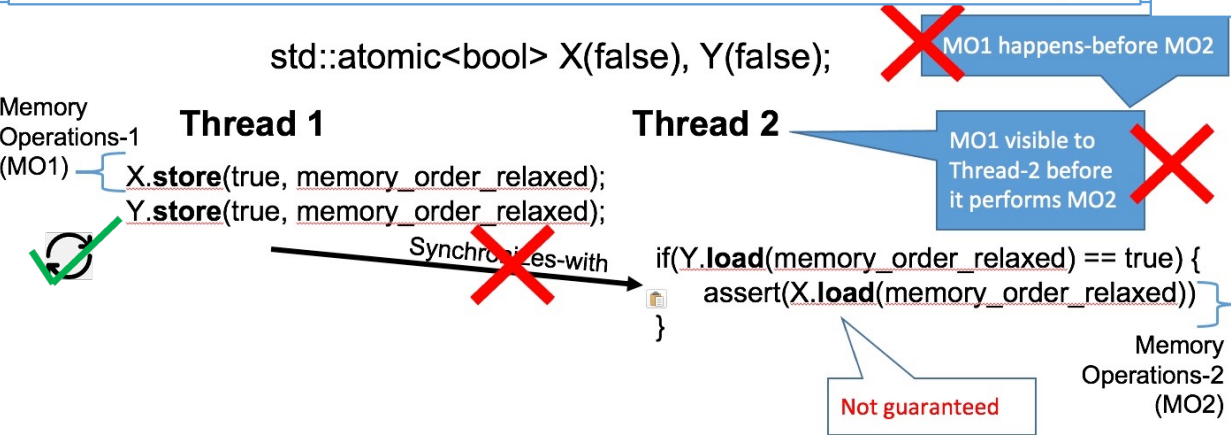 std::atomic<bool> X(false), Y(false);
MO1 happens-before MO2
Memory
Operations-1
(MO1)
Thread 1
X.store(true, memory_order_relaxed);
Y.store(true, memory_order_relaxed);
Synchronizes-with
Thread 2
MO1 visible to
Thread-2 before
it performs MO2
if(Y.load(memory_order_relaxed) == true) {
assert(X.load(memory_order_relaxed))
}
Memory
Operations-2
(MO2)
Not guaranteed